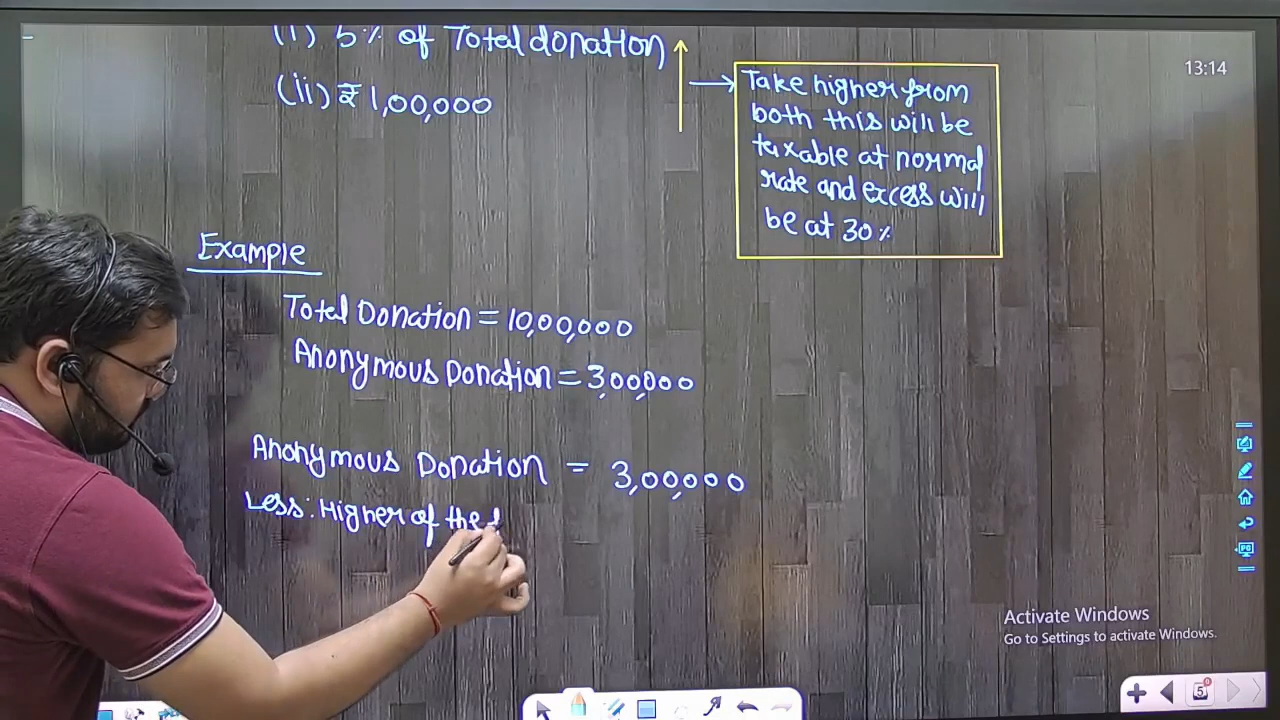 (i) 5% of Total donation
(ii) ₹ 1,00,000
Take higher from
both this will be
taxable at normal
rate and excess will
be at 30%
13:14
Example
Total Donation = 10,00,000
Anonymous Donation = 3,00,000
Anonymous Donation = 3,00,000
Less: Higher of the
Activate Windows
Go to Settings to activate Windows.
5